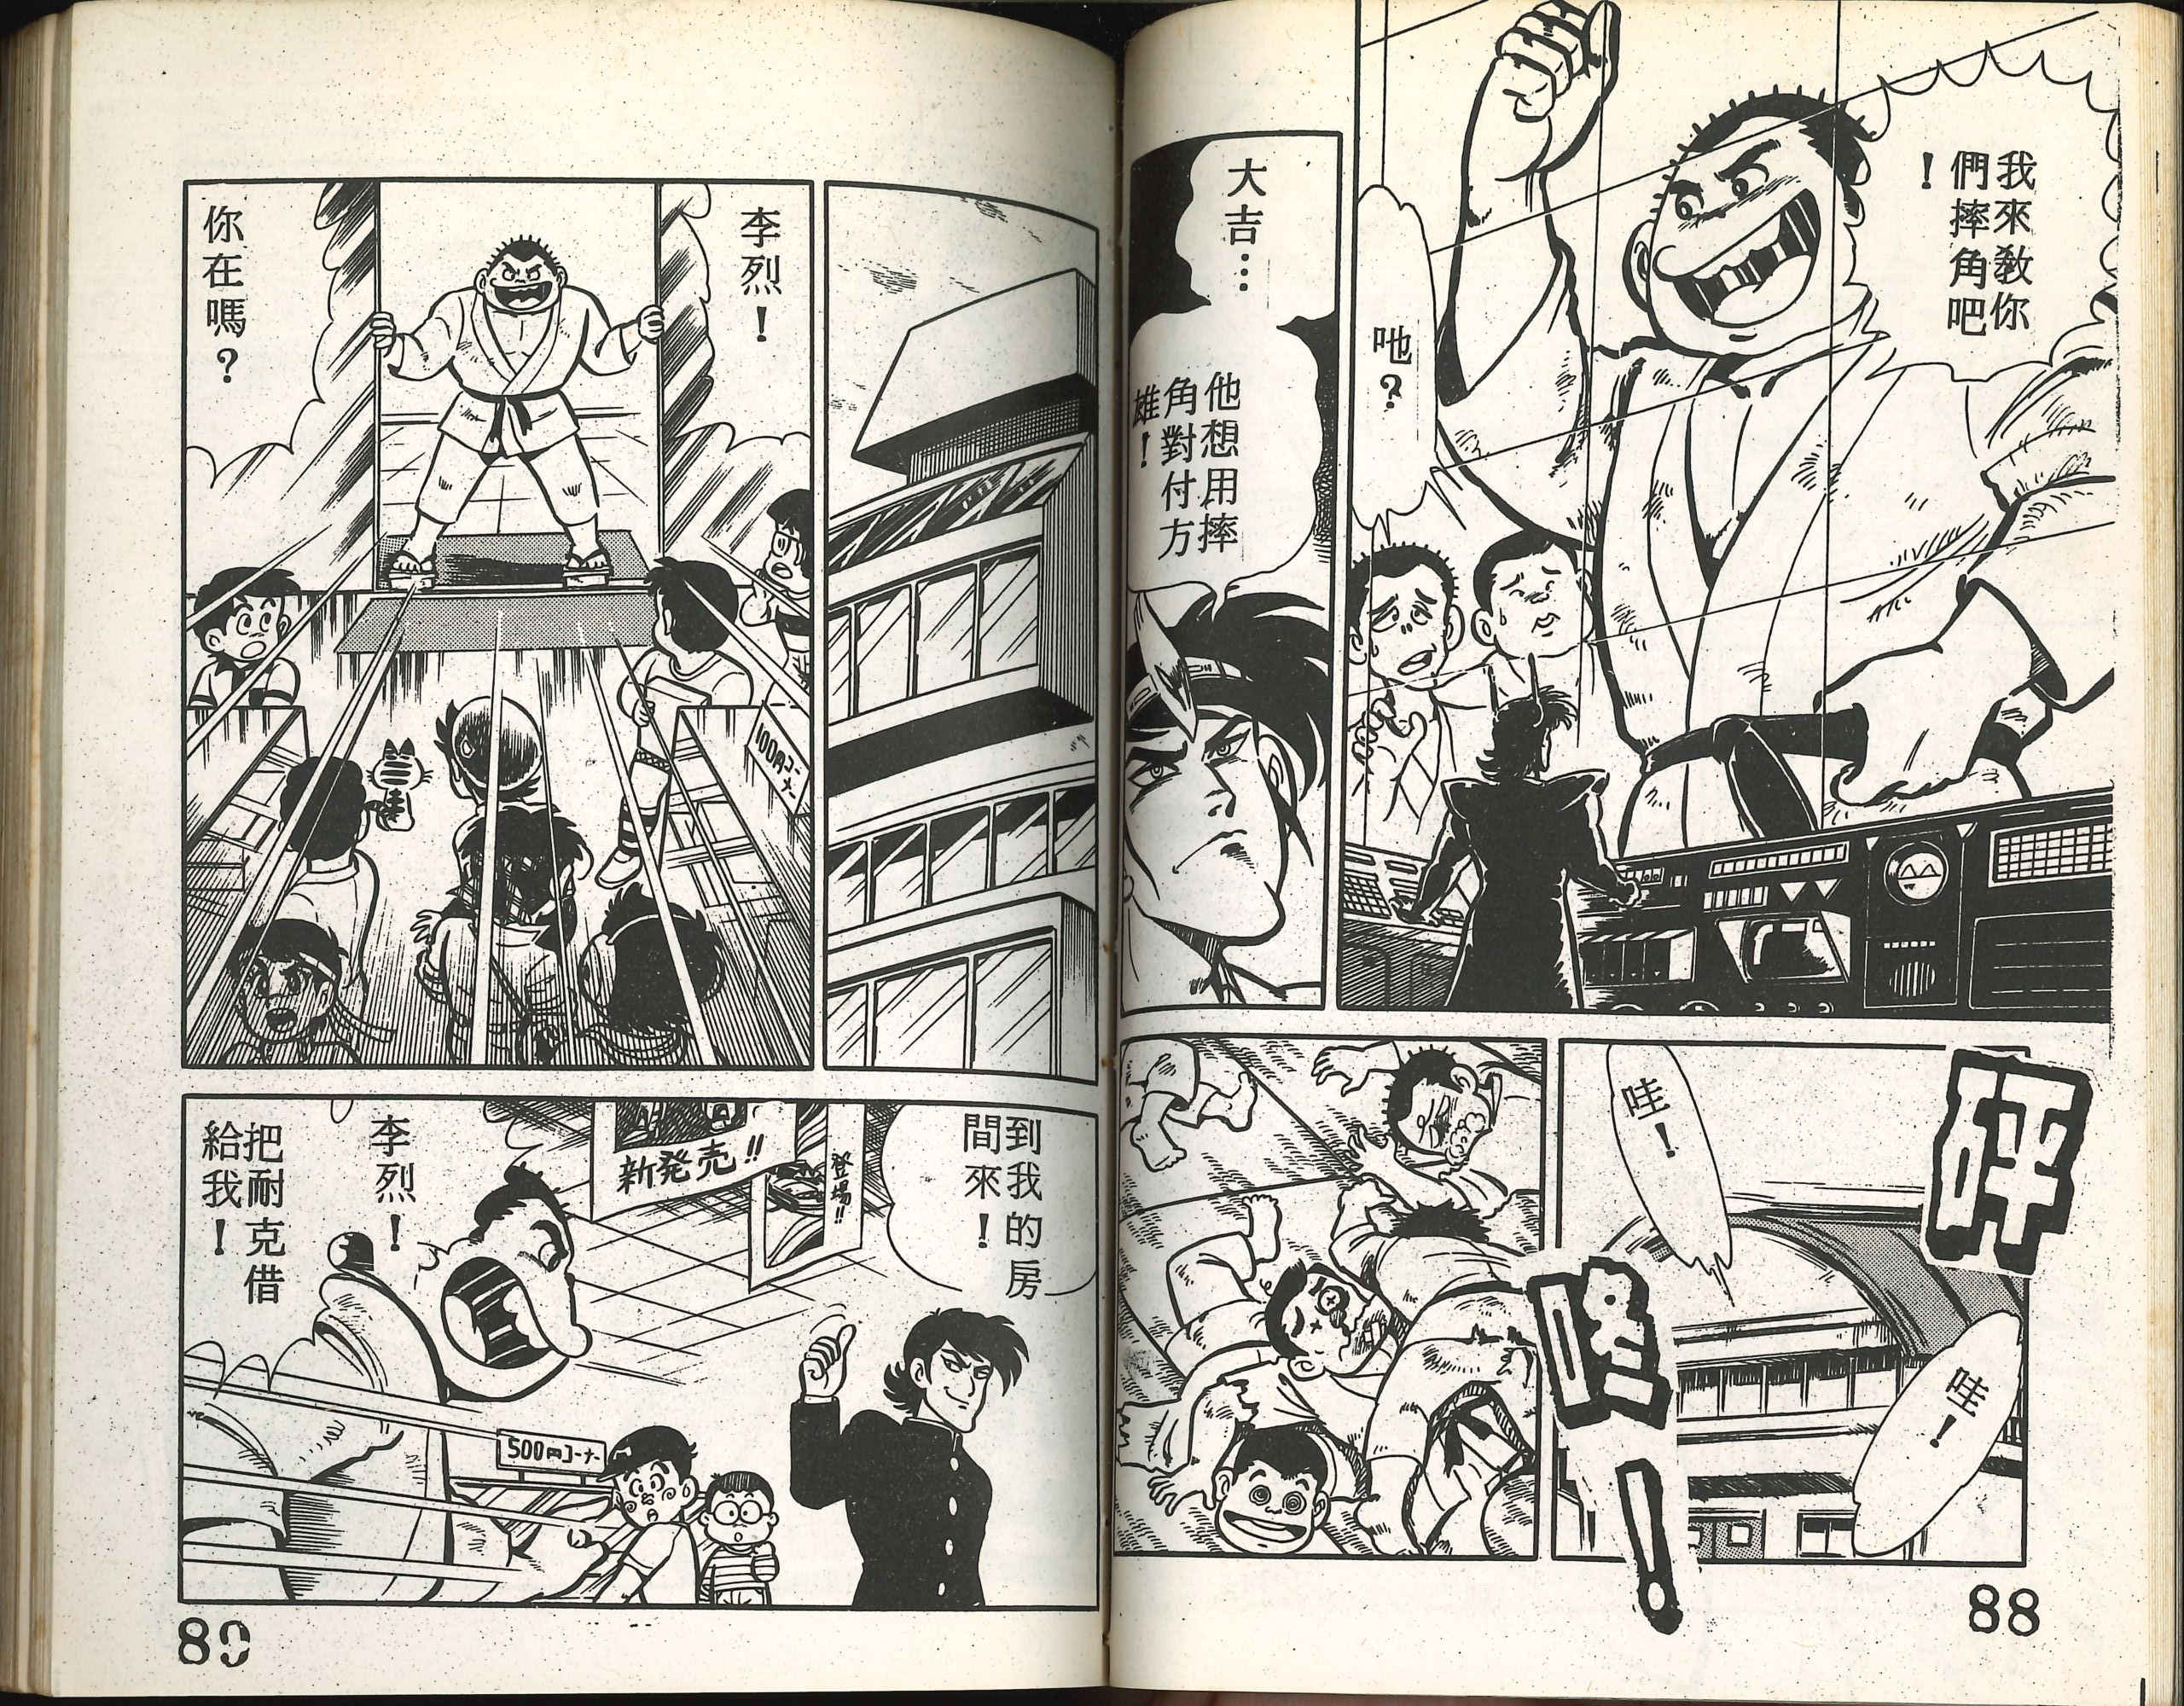 我來教你
們摔角吧
！
吔？
大吉…
他想用摔
角對付方
雄！
砰
咚！
哇！
哇！
88
李烈！
你在嗎？
100円コーナー
到我的房
間來！
登場!!
新発売!!
李烈！
把耐克借
給我！
500円コーナー
89